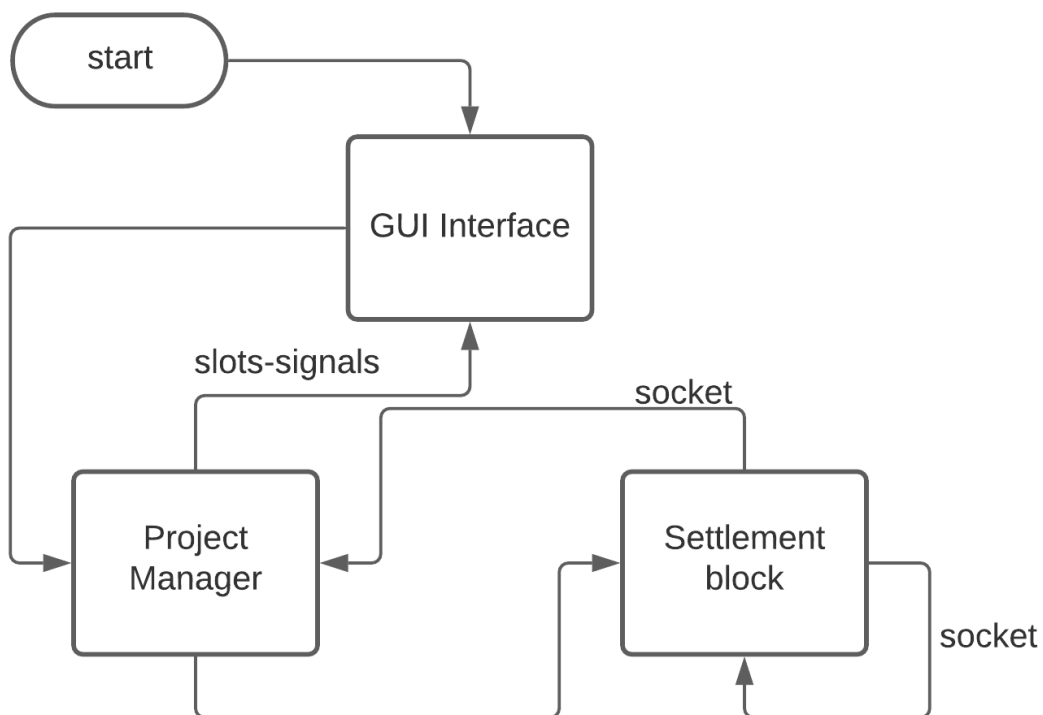 start
GUI Interface
slots-signals
socket
Project
Manager
Settlement
block
socket